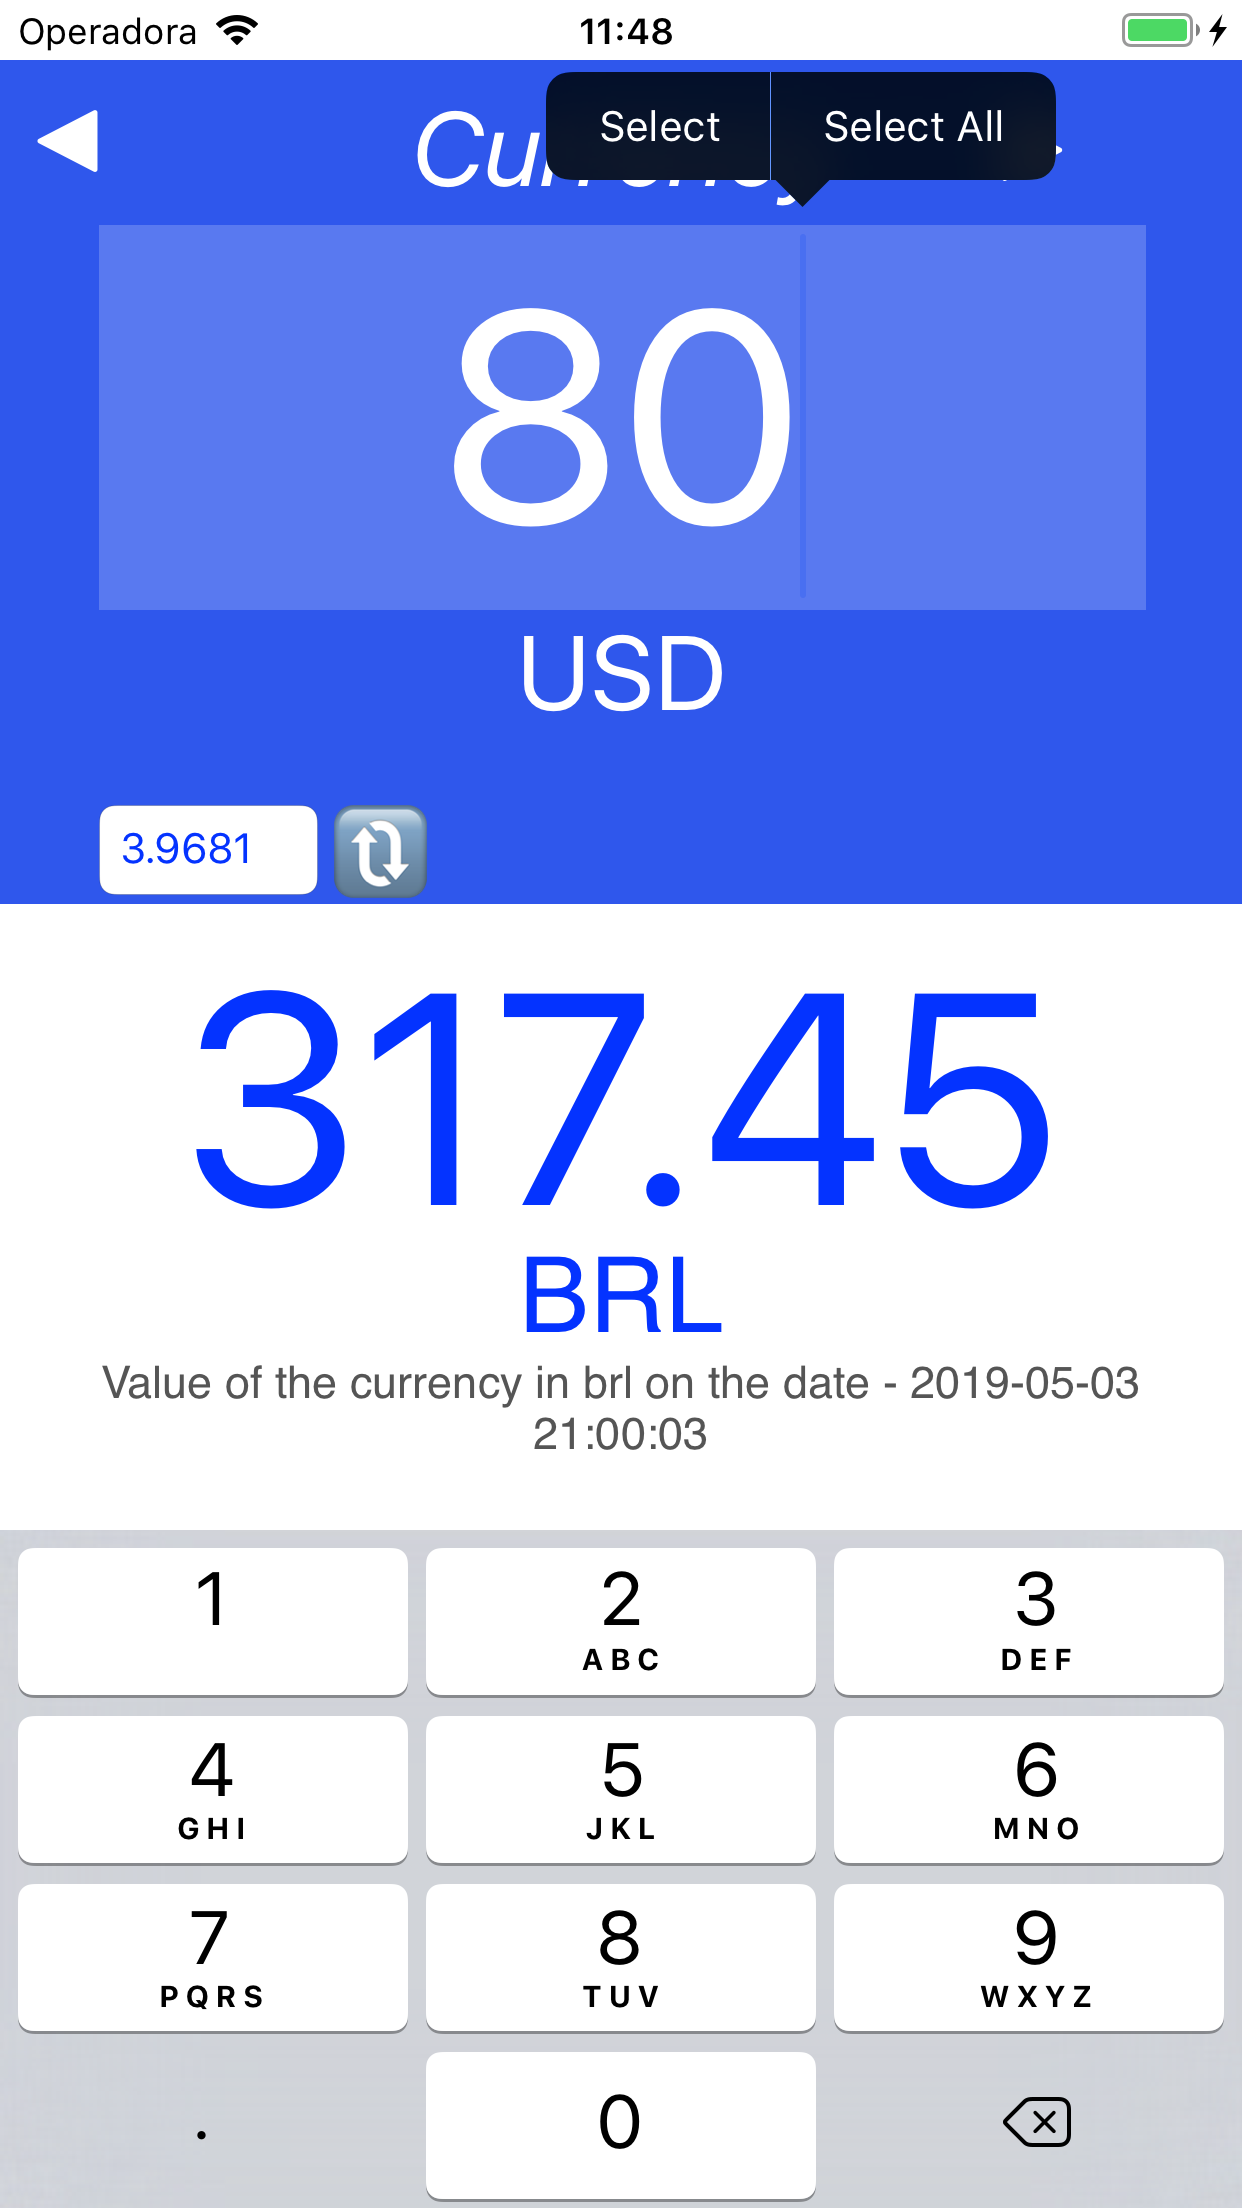 Operadora 11:48
Select Select All
80
USD
3.9681
317.45
BRL
Value of the currency in brl on the date - 2019-05-03
21:00:03
1 2 3
ABC DEF
4 5 6
GHI JKL MNO
7 8 9
PQRS TUV WXYZ
. 0